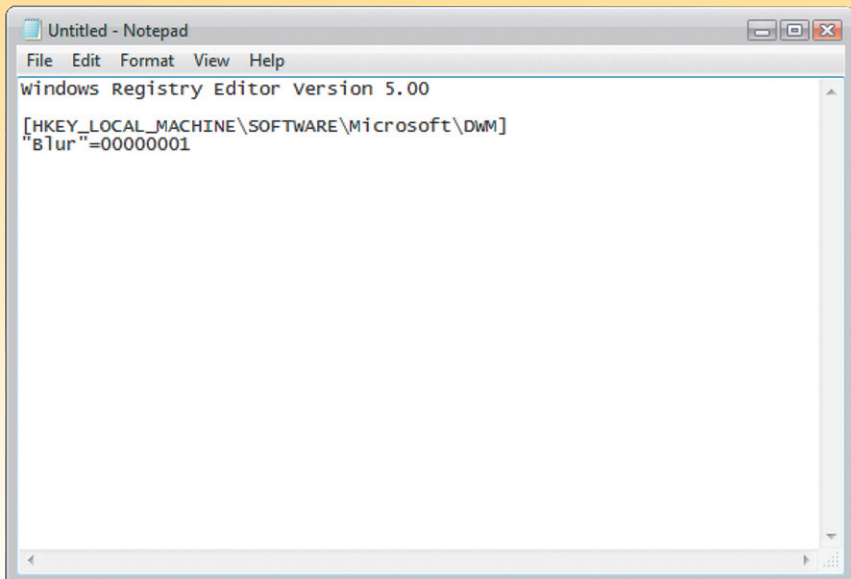 Untitled - Notepad
File Edit Format View Help
Windows Registry Editor Version 5.00
[HKEY_LOCAL_MACHINE\SOFTWARE\Microsoft\DWM]
"Blur"=00000001